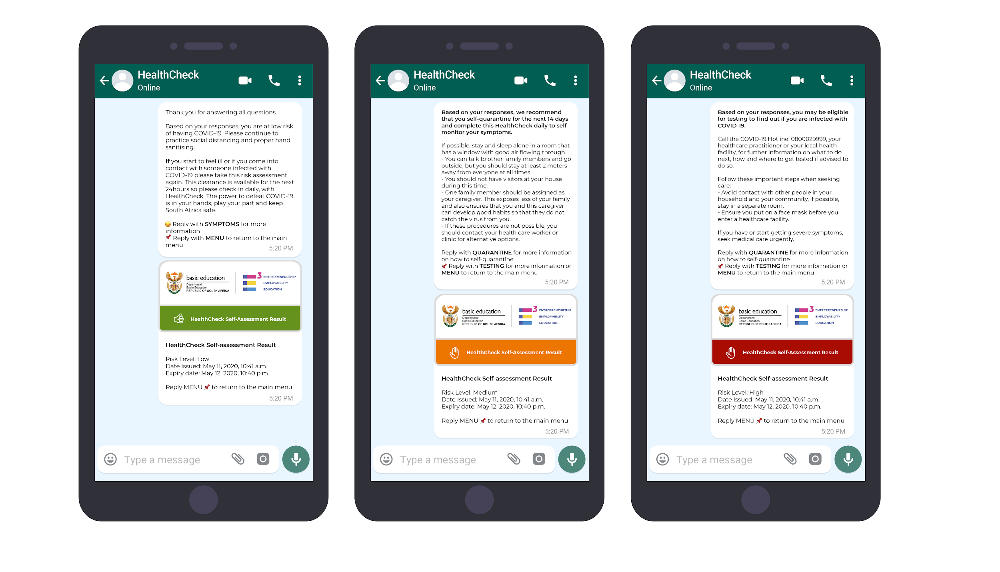 HealthCheck
Online
Thank you for answering all questions.
Based on your responses, you are at low risk
of having COVID-19. Please continue to
practice social distancing and proper hand
sanitising.
If you start to feel ill or if you come into
contact with someone infected with
COVID-19 please take this risk assessment
again. This clearance is available for the next
24hours so please check in daily, with
HealthCheck. The power to defeat COVID-19
is in your hands, play your part and keep
South Africa safe.
Reply with SYMPTOMS for more
information
Reply with MENU to return to the main
menu
5:20 PM
basic education
Department:
Basic Education
REPUBLIC OF SOUTH AFRICA
3
ENTREPRENEURSHIP
EMPLOYABILITY
EDUCATION
HealthCheck Self-Assessment Result
HealthCheck Self-assessment Result
Risk Level: Low
Date Issued: May 11, 2020, 10:41 a.m.
Expiry date: May 12, 2020, 10:40 p.m.
Reply MENU to return to the main menu
5:20 PM
Type a message
HealthCheck
Online
Based on your responses, we recommend
that you self-quarantine for the next 14 days
and complete this HealthCheck daily to self
monitor your symptoms.
If possible, stay and sleep alone in a room that
has a window with good air flowing through.
- You can talk to other family members and go
outside, but you should stay at least 2 meters
away from everyone at all times.
- You should not have visitors at your house
during this time.
- One family member should be assigned as
your caregiver. This exposes less of your family
and also ensures that you and this caregiver
can develop good habits so that they do not
catch the virus from you.
- If these procedures are not possible, you
should contact your health care worker or
clinic for alternative options.
Reply with QUARANTINE for more information
on how to self-quarantine
Reply with TESTING for more information or
MENU to return to the main menu
5:20 PM
basic education
Department:
Basic Education
REPUBLIC OF SOUTH AFRICA
3
ENTREPRENEURSHIP
EMPLOYABILITY
EDUCATION
HealthCheck Self-Assessment Result
HealthCheck Self-assessment Result
Risk Level: Medium
Date Issued: May 11, 2020, 10:41 a.m.
Expiry date: May 12, 2020, 10:40 p.m.
Reply MENU to return to the main menu
5:20 PM
Type a message
HealthCheck
Online
Based on your responses, you may be eligible
for testing to find out if you are infected with
COVID-19.
Call the COVID-19 Hotline: 0800029999, your
healthcare practitioner or your local health
facility, for further information on what to do
next, how and where to get tested if advised to
do so.
Follow these important steps when seeking
care:
- Avoid contact with other people in your
household and your community, if possible,
stay in a separate room.
- Ensure you put on a face mask before you
enter a healthcare facility.
If you have or start getting severe symptoms,
seek medical care urgently.
Reply with QUARANTINE for more information
on how to self-quarantine
Reply with TESTING for more information or
MENU to return to the main menu
5:20 PM
basic education
Department:
Basic Education
REPUBLIC OF SOUTH AFRICA
3
ENTREPRENEURSHIP
EMPLOYABILITY
EDUCATION
HealthCheck Self-Assessment Result
HealthCheck Self-assessment Result
Risk Level: High
Date Issued: May 11, 2020, 10:41 a.m.
Expiry date: May 12, 2020, 10:40 p.m.
Reply MENU to return to the main menu
5:20 PM
Type a message